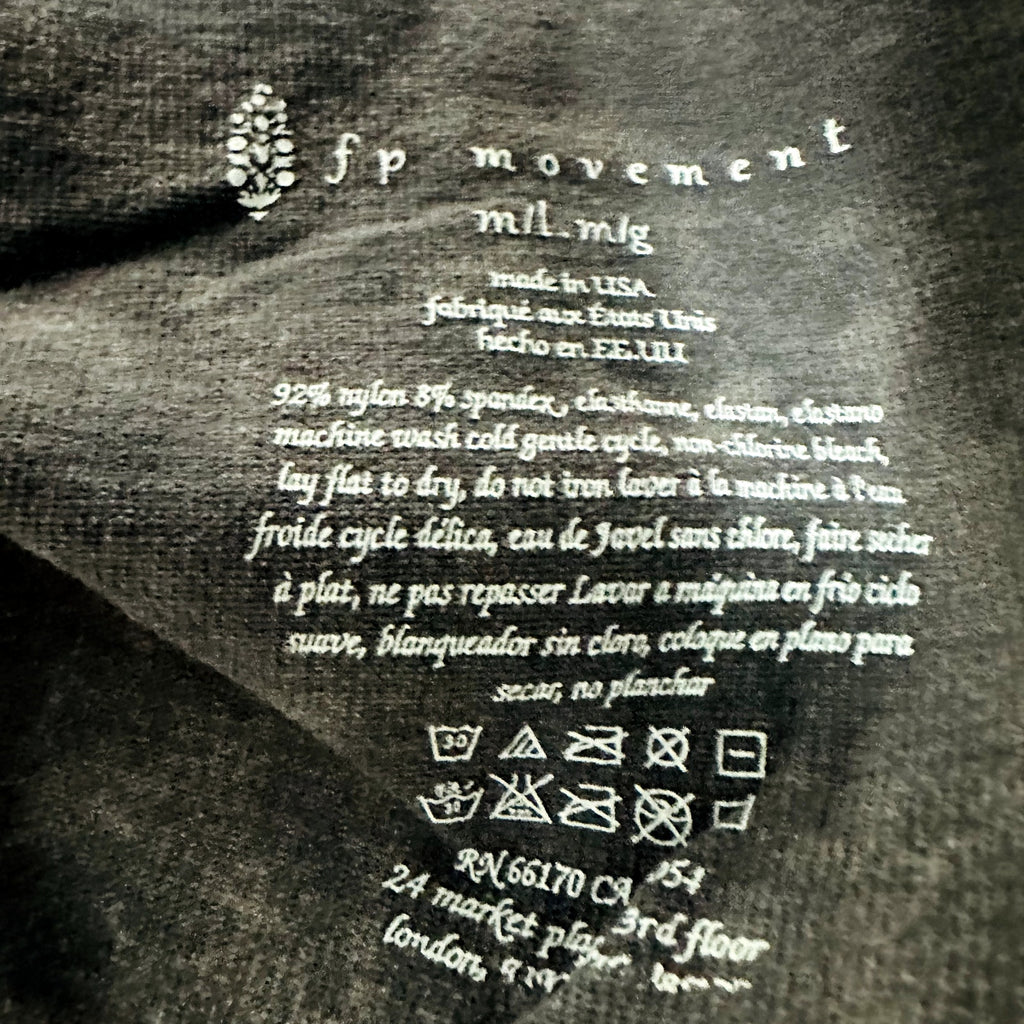 fp movement
m/L m/g
made in USA
fabriqué aux États Unis
hecho en EE.UU
92% nylon 8% spandex, elasthanne, elastan, elastano
machine wash cold gentle cycle, non-chlorine bleach,
lay flat to dry, do not iron laver à la machine à l'eau
froide cycle délica, eau de Javel sans chlore, faire secher
à plat, ne pas repasser Lavar a máquina en frio ciclo
suave, blanqueador sin cloro, coloque en plano para
secar, no planchar
30
30
RN 66170 CA 154
24 market place 3rd floor
london,